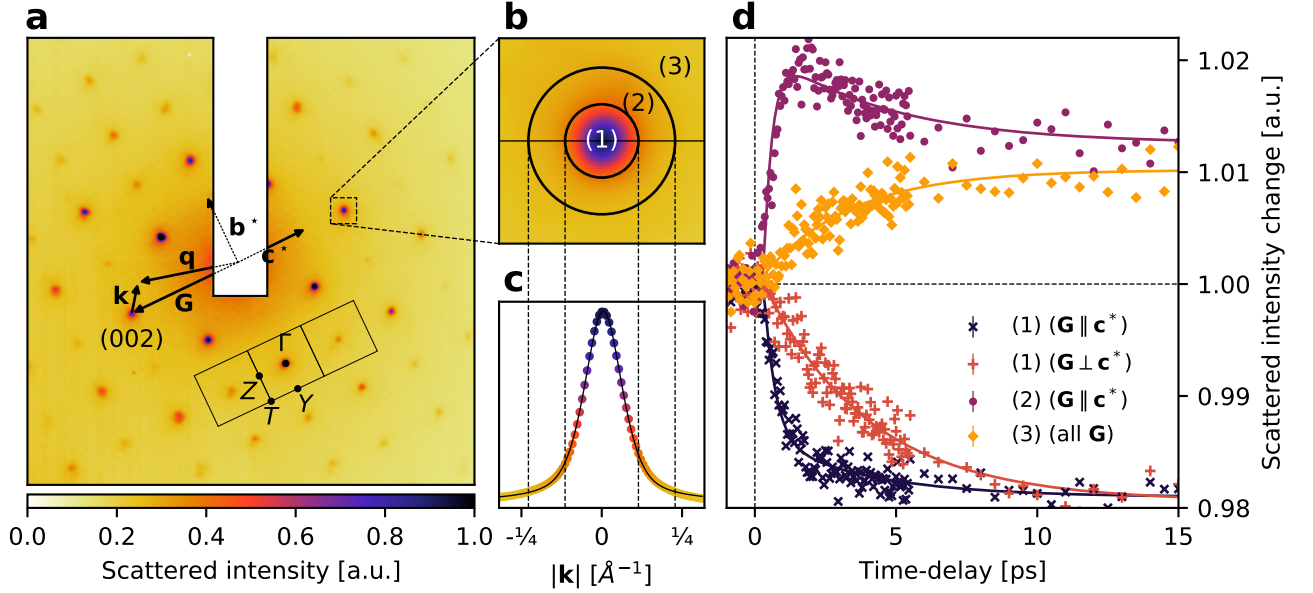 a
b*
c*
q
k
G
(002)
Γ
Z
T
Y
0.0 0.2 0.4 0.6 0.8 1.0
Scattered intensity [a.u.]
b
(3)
(2)
(1)
c
-¼ 0 ¼
|k| [Å⁻¹]
d
1.02
1.01
1.00
0.99
0.98
Scattered intensity change [a.u.]
(1) (G ∥ c*)
(1) (G ⊥ c*)
(2) (G ∥ c*)
(3) (all G)
0 5 10 15
Time-delay [ps]